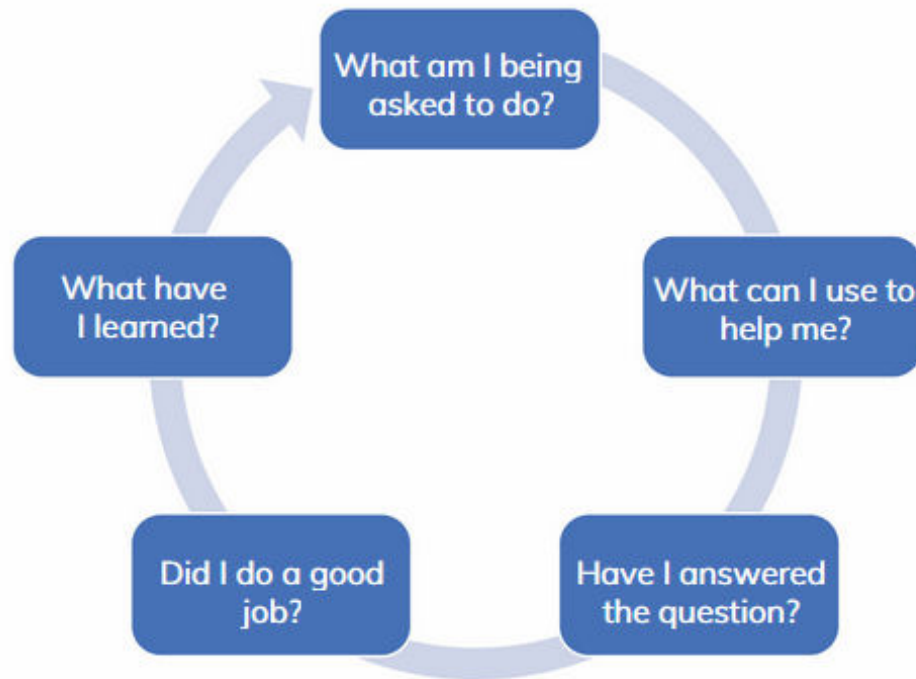 What am I being
asked to do?
What can I use to
help me?
Have I answered
the question?
Did I do a good
job?
What have
I learned?